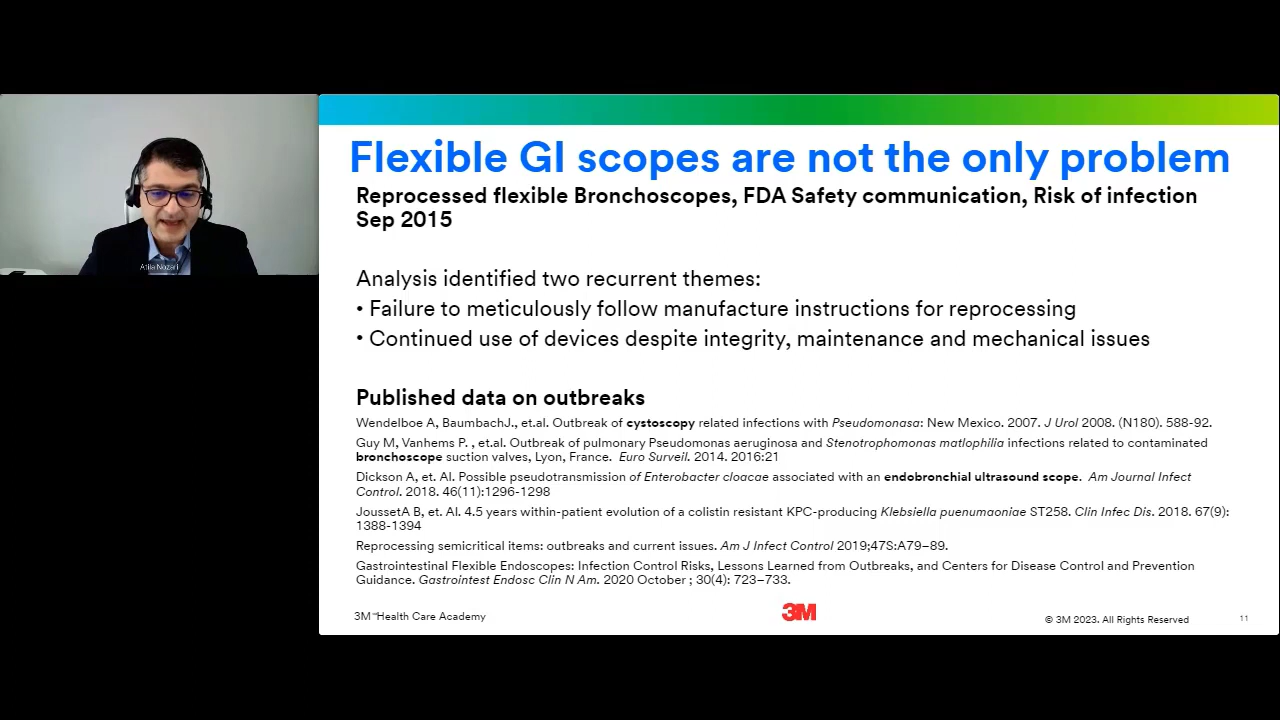 Flexible GI scopes are not the only problem
Reprocessed flexible Bronchoscopes, FDA Safety communication, Risk of infection
Sep 2015
Analysis identified two recurrent themes:
• Failure to meticulously follow manufacture instructions for reprocessing
• Continued use of devices despite integrity, maintenance and mechanical issues
Published data on outbreaks
Wendelboe A, BaumbachJ., et.al. Outbreak of cystoscopy related infections with Pseudomonasa: New Mexico. 2007. J Urol 2008. (N180). 588-92.
Guy M, Vanhems P. , et.al. Outbreak of pulmonary Pseudomonas aeruginosa and Stenotrophomonas matlophilia infections related to contaminated
bronchoscope suction valves, Lyon, France. Euro Surveil. 2014. 2016:21
Dickson A, et. Al. Possible pseudotransmission of Enterobacter cloacae associated with an endobronchial ultrasound scope. Am Journal Infect
Control. 2018. 46(11):1296-1298
JoussetA B, et. Al. 4.5 years within-patient evolution of a colistin resistant KPC-producing Klebsiella puenumaoniae ST258. Clin Infec Dis. 2018. 67(9):
1388-1394
Reprocessing semicritical items: outbreaks and current issues. Am J Infect Control 2019;47S:A79–89.
Gastrointestinal Flexible Endoscopes: Infection Control Risks, Lessons Learned from Outbreaks, and Centers for Disease Control and Prevention
Guidance. Gastrointest Endosc Clin N Am. 2020 October ; 30(4): 723–733.
3M℠ Health Care Academy
3M
© 3M 2023. All Rights Reserved
11
Atila Nozari